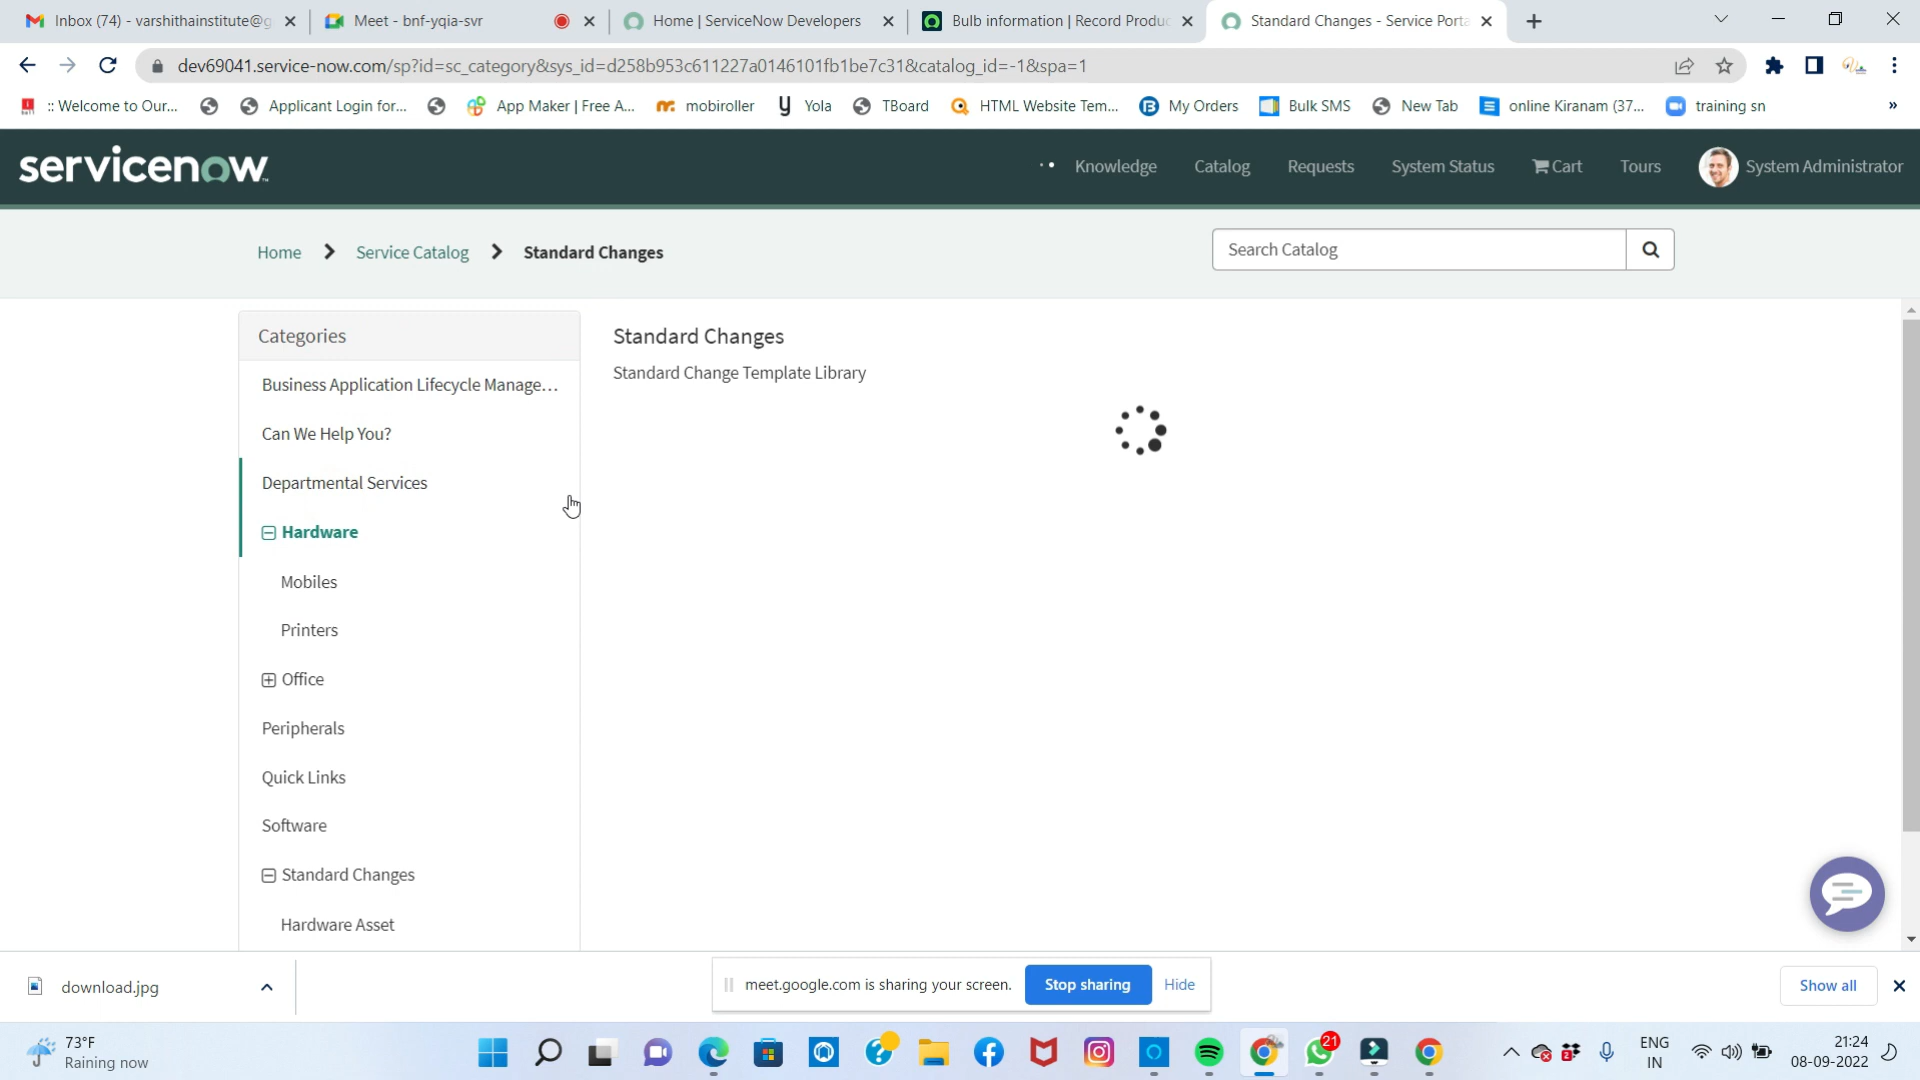 Inbox (74) - varshithainstitute@g
Meet - bnf-yqia-svr
Home | ServiceNow Developers
Bulb information | Record Produc
Standard Changes - Service Porta
dev69041.service-now.com/sp?id=sc_category&sys_id=d258b953c611227a0146101fb1be7c31&catalog_id=-1&spa=1
:: Welcome to Our...
Applicant Login for...
App Maker | Free A...
mobiroller
Yola
TBoard
HTML Website Tem...
My Orders
Bulk SMS
New Tab
online Kiranam (37...
training sn
»
servicenow
Knowledge
Catalog
Requests
System Status
Cart
Tours
System Administrator
Home
Service Catalog
Standard Changes
Search Catalog
Categories
Business Application Lifecycle Manage...
Can We Help You?
Departmental Services
Hardware
Mobiles
Printers
Office
Peripherals
Quick Links
Software
Standard Changes
Hardware Asset
Standard Changes
Standard Change Template Library
download.jpg
meet.google.com is sharing your screen.
Stop sharing
Hide
Show all
73°F
Raining now
21
ENG
IN
21:24
08-09-2022